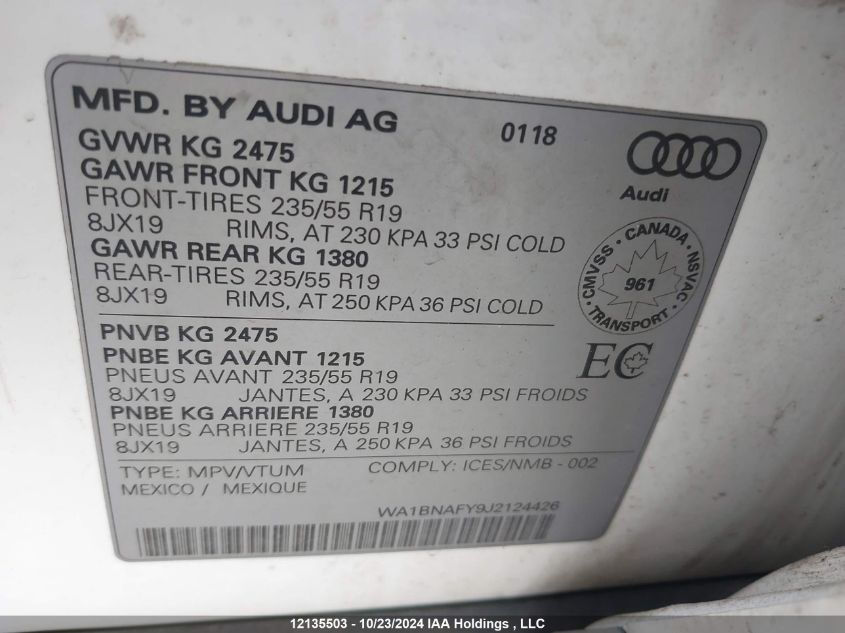 MFD. BY AUDI AG 0118
Audi
GVWR KG 2475
GAWR FRONT KG 1215
FRONT-TIRES 235/55 R19
8JX19 RIMS, AT 230 KPA 33 PSI COLD
GAWR REAR KG 1380
REAR-TIRES 235/55 R19
8JX19 RIMS, AT 250 KPA 36 PSI COLD
CMVSS · CANADA · NSVAC · TRANSPORT ·
961
PNVB KG 2475
PNBE KG AVANT 1215
PNEUS AVANT 235/55 R19
8JX19 JANTES, A 230 KPA 33 PSI FROIDS
PNBE KG ARRIERE 1380
PNEUS ARRIERE 235/55 R19
8JX19 JANTES, A 250 KPA 36 PSI FROIDS
EC
TYPE: MPV/VTUM COMPLY: ICES/NMB - 002
MEXICO / MEXIQUE
WA1BNAFY9J2124426
12135503 - 10/23/2024 IAA Holdings , LLC